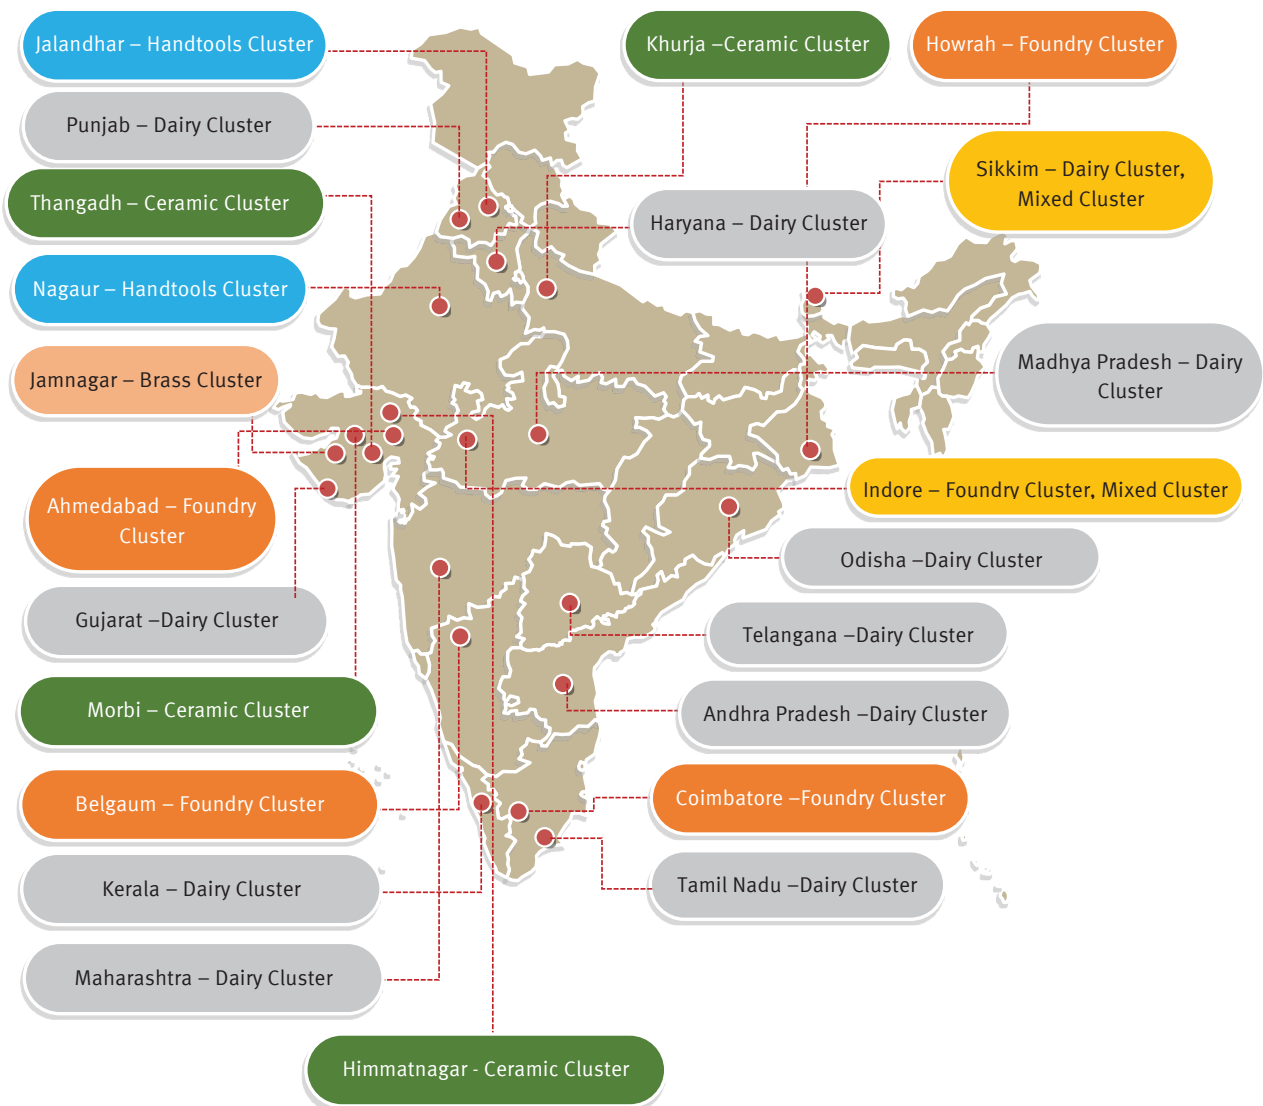 Jalandhar – Handtools Cluster
Khurja –Ceramic Cluster
Howrah – Foundry Cluster
Punjab – Dairy Cluster
Sikkim – Dairy Cluster,
Mixed Cluster
Thangadh – Ceramic Cluster
Haryana – Dairy Cluster
Nagaur – Handtools Cluster
Madhya Pradesh – Dairy
Cluster
Jamnagar – Brass Cluster
Indore – Foundry Cluster, Mixed Cluster
Ahmedabad – Foundry
Cluster
Odisha –Dairy Cluster
Gujarat –Dairy Cluster
Telangana –Dairy Cluster
Morbi – Ceramic Cluster
Andhra Pradesh –Dairy Cluster
Belgaum – Foundry Cluster
Coimbatore –Foundry Cluster
Kerala – Dairy Cluster
Tamil Nadu –Dairy Cluster
Maharashtra – Dairy Cluster
Himmatnagar - Ceramic Cluster